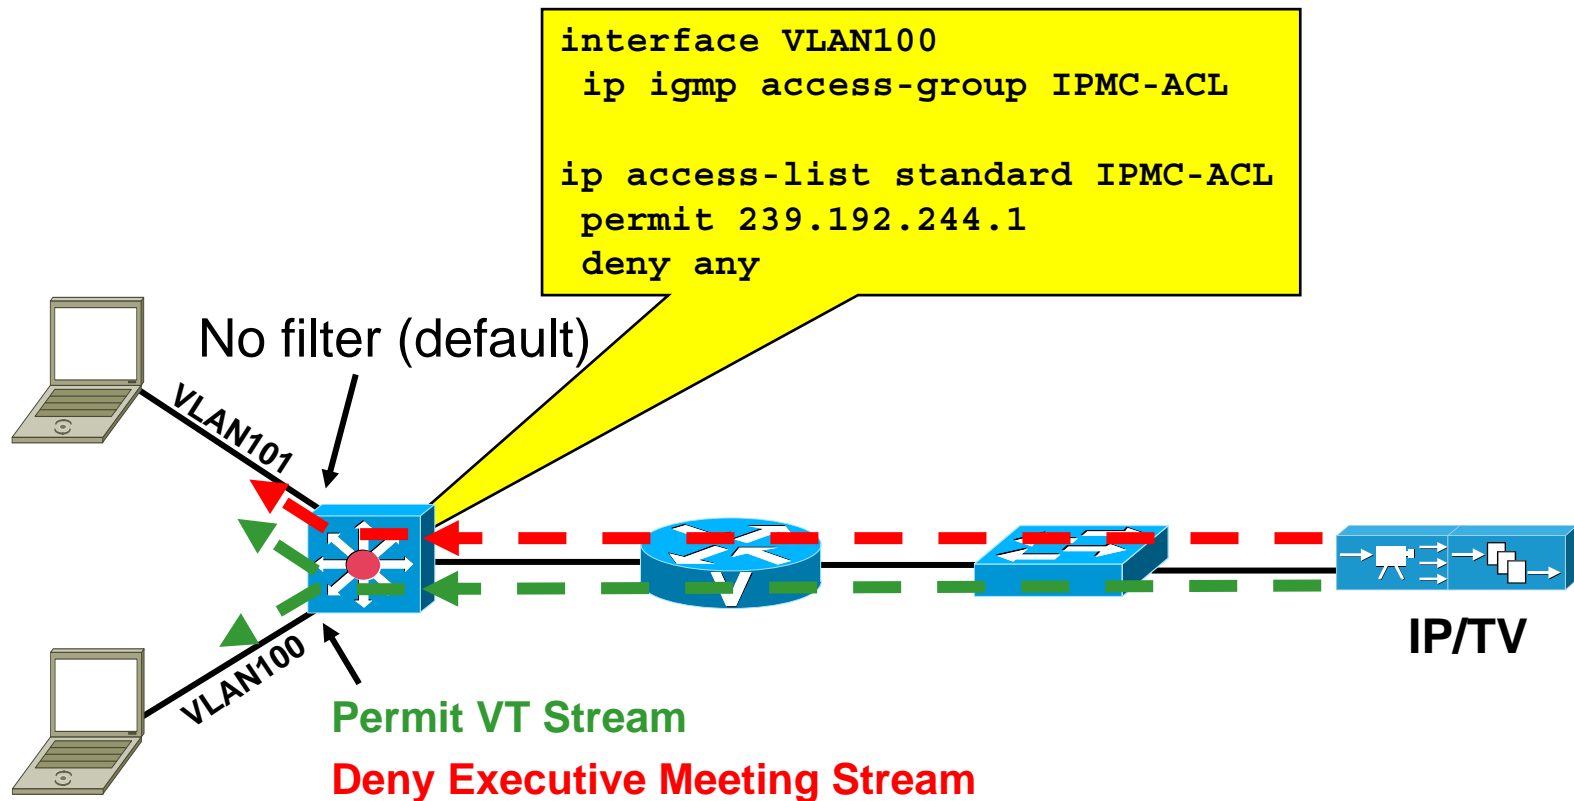 interface VLAN100
 ip igmp access-group IPMC-ACL
ip access-list standard IPMC-ACL
 permit 239.192.244.1
 deny any
No filter (default)
VLAN101
VLAN100
IP/TV
Permit VT Stream
Deny Executive Meeting Stream